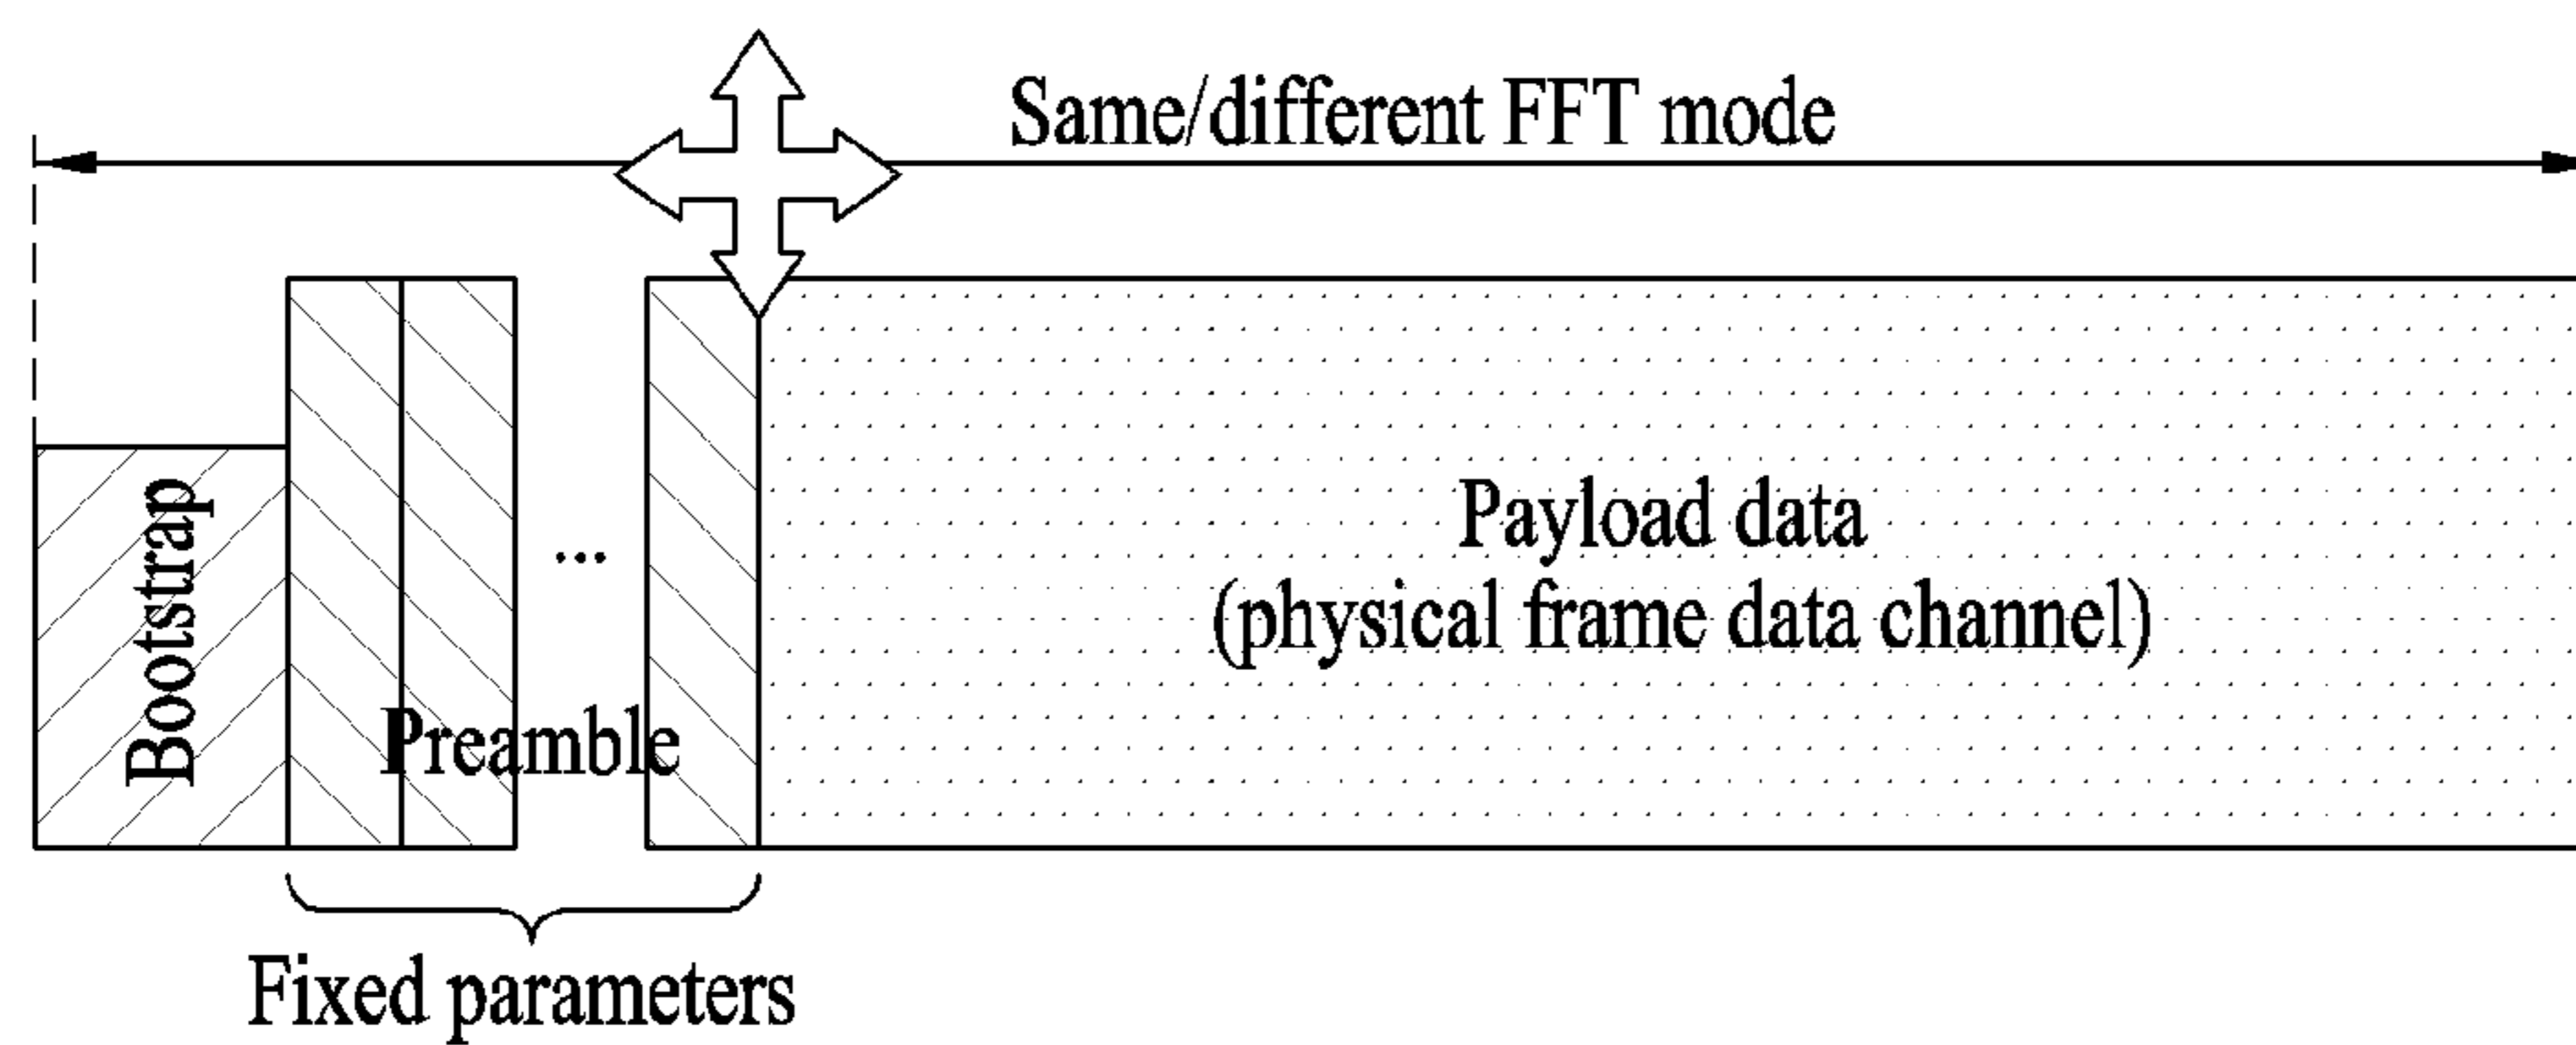 Same/different FFT mode
Bootstrap
...
Preamble
Payload data
(physical frame data channel)
Fixed parameters